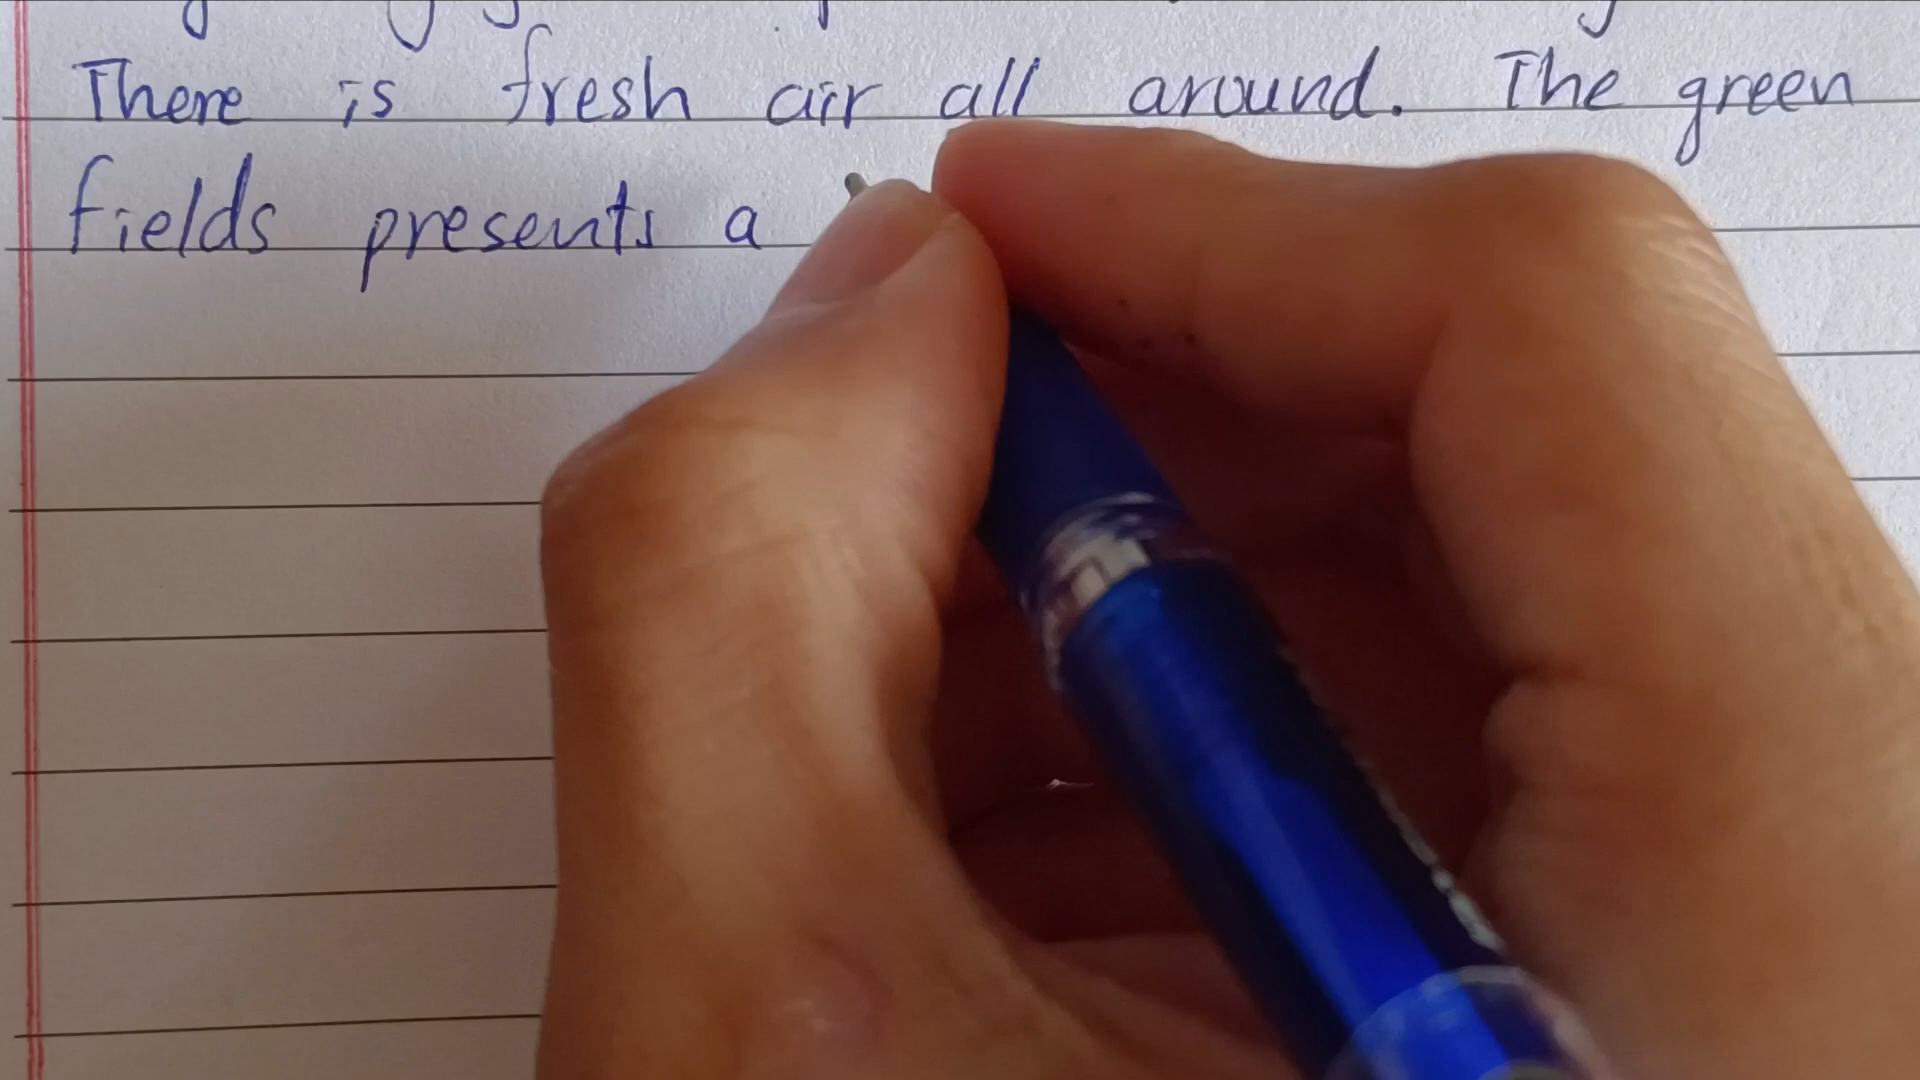 There is fresh air all around. The green
fields presents a